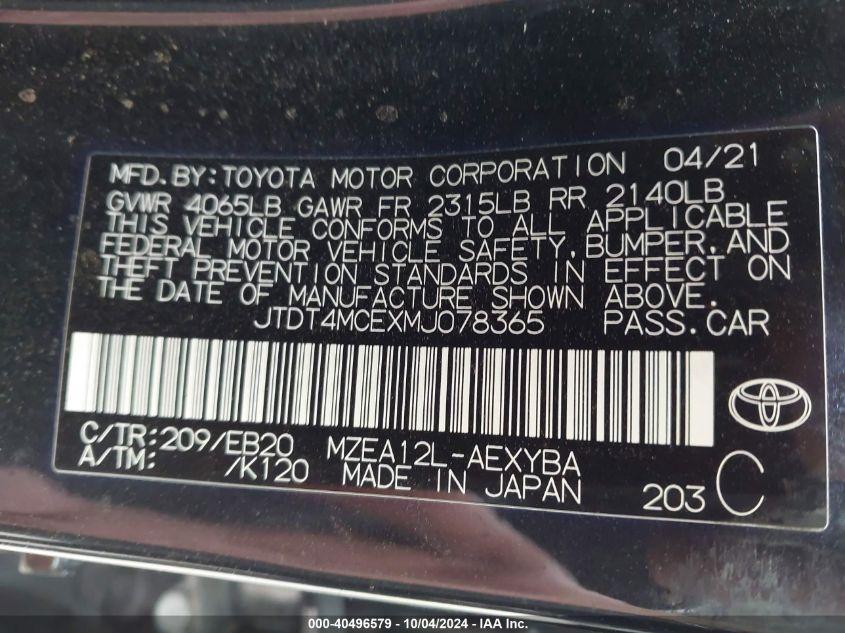 MFD.BY:TOYOTA MOTOR CORPORATION 04/21
GVWR 4065LB GAWR FR 2315LB RR 2140LB
THIS VEHICLE CONFORMS TO ALL APPLICABLE
FEDERAL MOTOR VEHICLE SAFETY, BUMPER, AND
THEFT PREVENTION STANDARDS IN EFFECT ON
THE DATE OF MANUFACTURE SHOWN ABOVE.
JTDT4MCEXMJ078365 PASS.CAR
C/TR:209/EB20 MZEA12L-AEXYBA
A/TM: /K120 MADE IN JAPAN 203 C
000-40496579 - 10/04/2024 - IAA Inc.